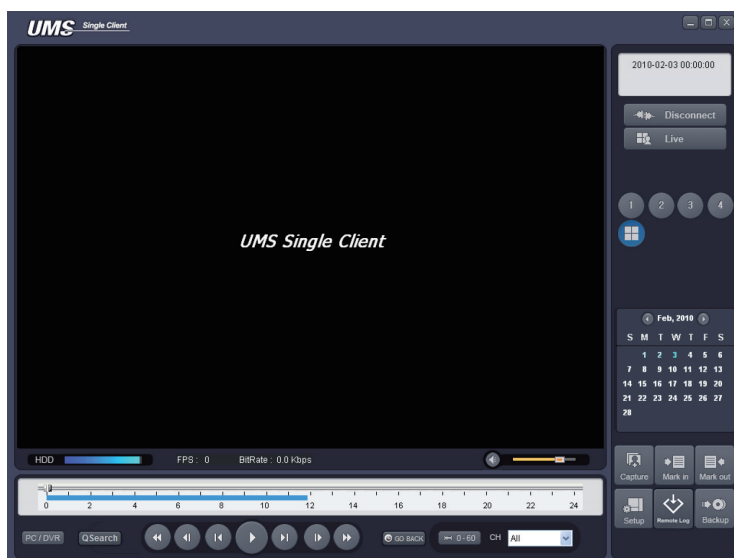 UMS Single Client
2010-02-03 00:00:00
Disconnect
Live
1 2 3 4
UMS Single Client
Feb, 2010
S M T W T F S
1 2 3 4 5 6
7 8 9 10 11 12 13
14 15 16 17 18 19 20
21 22 23 24 25 26 27
28
HDD FPS : 0 BitRate : 0.0 Kbps
Capture Mark in Mark out
0 2 4 6 8 10 12 14 16 18 20 22 24
Setup Remote Log Backup
PC / DVR QSearch GO BACK 0 - 60 CH All